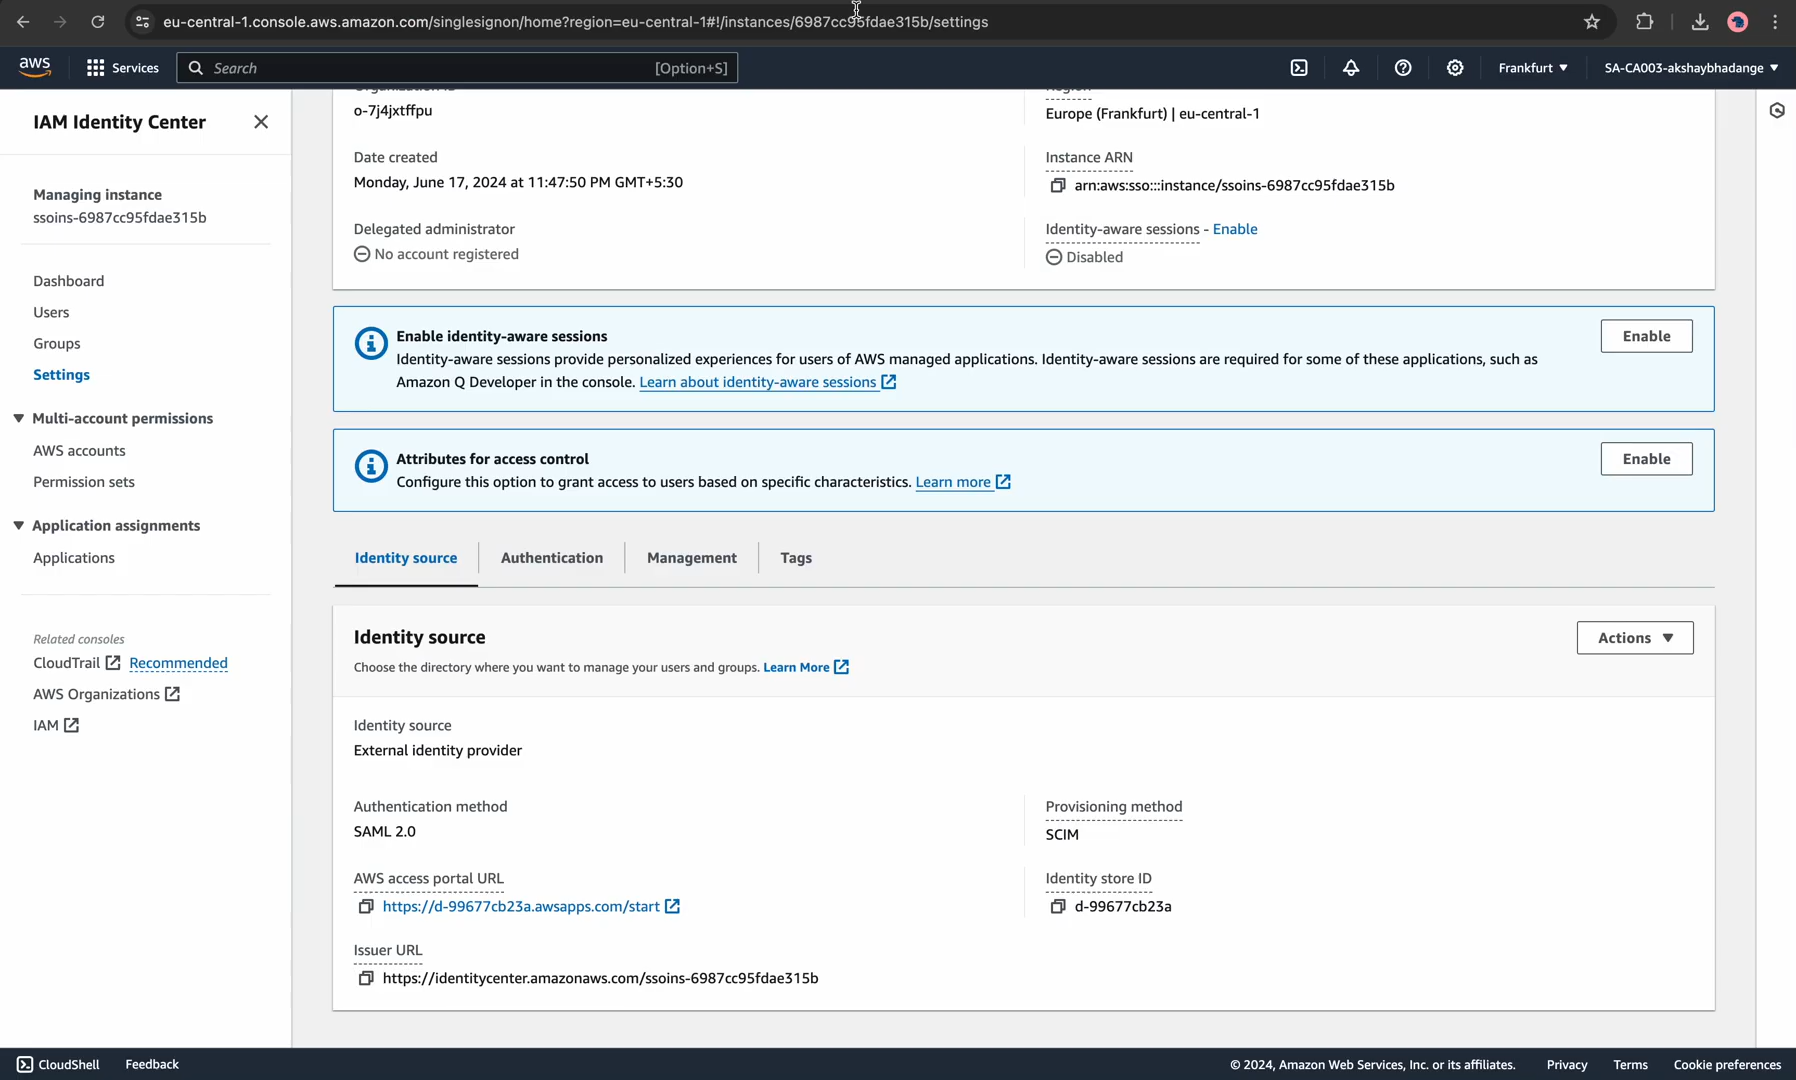 eu-central-1.console.aws.amazon.com/singlesignon/home?region=eu-central-1#!/instances/6987cc95fdae315b/settings
aws
Services
Search
[Option+S]
Frankfurt
SA-CA003-akshaybhadange
IAM Identity Center
Managing instance
ssoins-6987cc95fdae315b
Dashboard
Users
Groups
Settings
Multi-account permissions
AWS accounts
Permission sets
Application assignments
Applications
Related consoles
CloudTrail Recommended
AWS Organizations
IAM
Organization ID
o-7j4jxtffpu
Region
Europe (Frankfurt) | eu-central-1
Date created
Monday, June 17, 2024 at 11:47:50 PM GMT+5:30
Instance ARN
arn:aws:sso:::instance/ssoins-6987cc95fdae315b
Delegated administrator
No account registered
Identity-aware sessions - Enable
Disabled
Enable identity-aware sessions
Identity-aware sessions provide personalized experiences for users of AWS managed applications. Identity-aware sessions are required for some of these applications, such as
Amazon Q Developer in the console. Learn about identity-aware sessions
Enable
Attributes for access control
Configure this option to grant access to users based on specific characteristics. Learn more
Enable
Identity source
Authentication
Management
Tags
Identity source
Choose the directory where you want to manage your users and groups. Learn More
Actions
Identity source
External identity provider
Authentication method
SAML 2.0
Provisioning method
SCIM
AWS access portal URL
https://d-99677cb23a.awsapps.com/start
Identity store ID
d-99677cb23a
Issuer URL
https://identitycenter.amazonaws.com/ssoins-6987cc95fdae315b
CloudShell
Feedback
© 2024, Amazon Web Services, Inc. or its affiliates.
Privacy
Terms
Cookie preferences